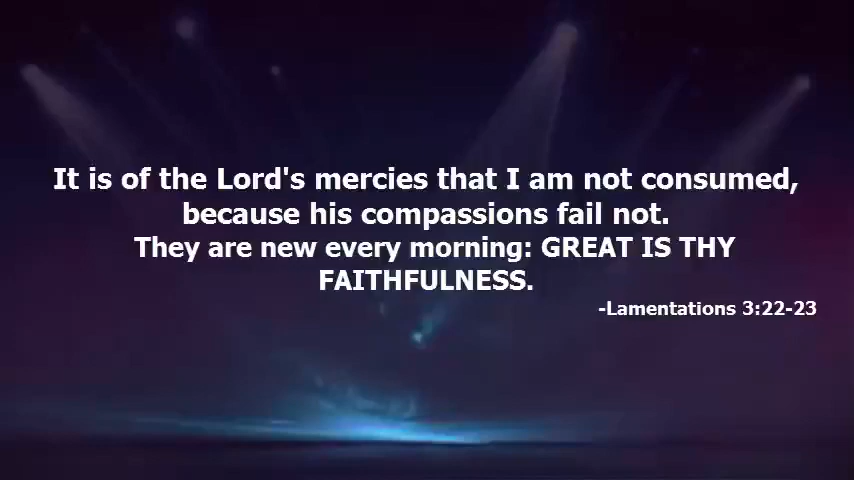 It is of the Lord's mercies that I am not consumed,
because his compassions fail not.
They are new every morning: GREAT IS THY
FAITHFULNESS.
-Lamentations 3:22-23